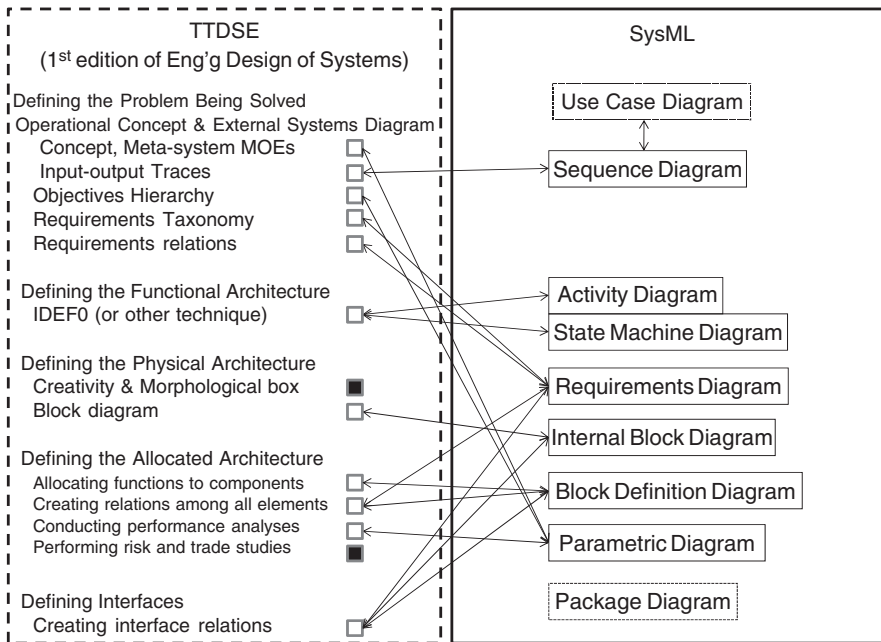 TTDSE
(1st edition of Eng'g Design of Systems)
Defining the Problem Being Solved
Operational Concept & External Systems Diagram
Concept, Meta-system MOEs
Input-output Traces
Objectives Hierarchy
Requirements Taxonomy
Requirements relations
Defining the Functional Architecture
IDEF0 (or other technique)
Defining the Physical Architecture
Creativity & Morphological box
Block diagram
Defining the Allocated Architecture
Allocating functions to components
Creating relations among all elements
Conducting performance analyses
Performing risk and trade studies
Defining Interfaces
Creating interface relations
SysML
Use Case Diagram
Sequence Diagram
Activity Diagram
State Machine Diagram
Requirements Diagram
Internal Block Diagram
Block Definition Diagram
Parametric Diagram
Package Diagram